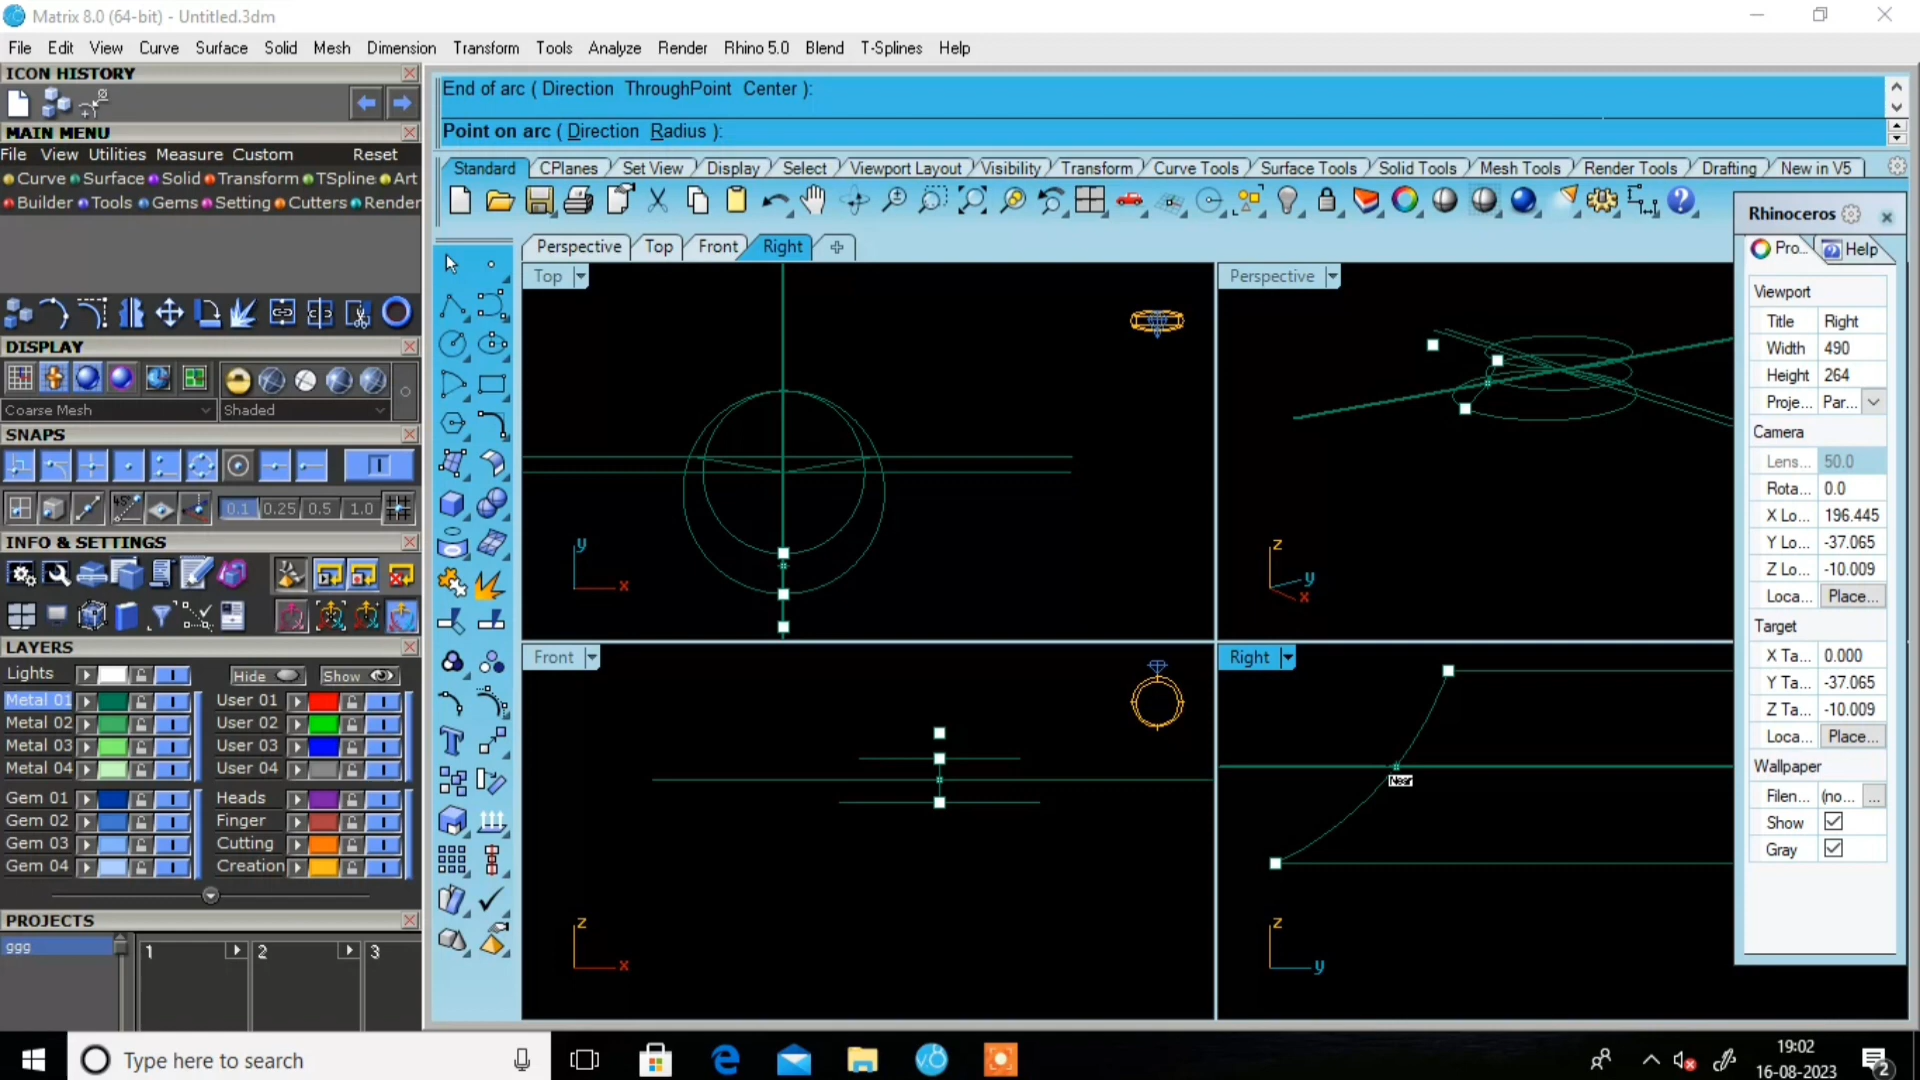 Matrix 8.0 (64-bit) - Untitled.3dm
File Edit View Curve Surface Solid Mesh Dimension Transform Tools Analyze Render Rhino 5.0 Blend T-Splines Help
ICON HISTORY
MAIN MENU
File View Utilities Measure Custom Reset
Curve Surface Solid Transform TSpline Art
Builder Tools Gems Setting Cutters Render
DISPLAY
Coarse Mesh Shaded
SNAPS
45°
0.1 0.25 0.5 1.0
INFO & SETTINGS
LAYERS
Lights Hide Show
Metal 01 User 01
Metal 02 User 02
Metal 03 User 03
Metal 04 User 04
Gem 01 Heads
Gem 02 Finger
Gem 03 Cutting
Gem 04 Creation
PROJECTS
ggg 1 2 3
End of arc ( Direction ThroughPoint Center ):
Point on arc ( Direction Radius ):
Standard CPlanes Set View Display Select Viewport Layout Visibility Transform Curve Tools Surface Tools Solid Tools Mesh Tools Render Tools Drafting New in V5
Perspective Top Front Right
Top
y
x
Perspective
z
y
x
Front
z
x
Right
Near
z
y
Rhinoceros
Pro... Help
Viewport
Title Right
Width 490
Height 264
Proje... Par...
Camera
Lens... 50.0
Rota... 0.0
X Lo... 196.445
Y Lo... -37.065
Z Lo... -10.009
Loca... Place...
Target
X Ta... 0.000
Y Ta... -37.065
Z Ta... -10.009
Loca... Place...
Wallpaper
Filen... (no... ...
Show
Gray
Type here to search
19:02
16-08-2023
2